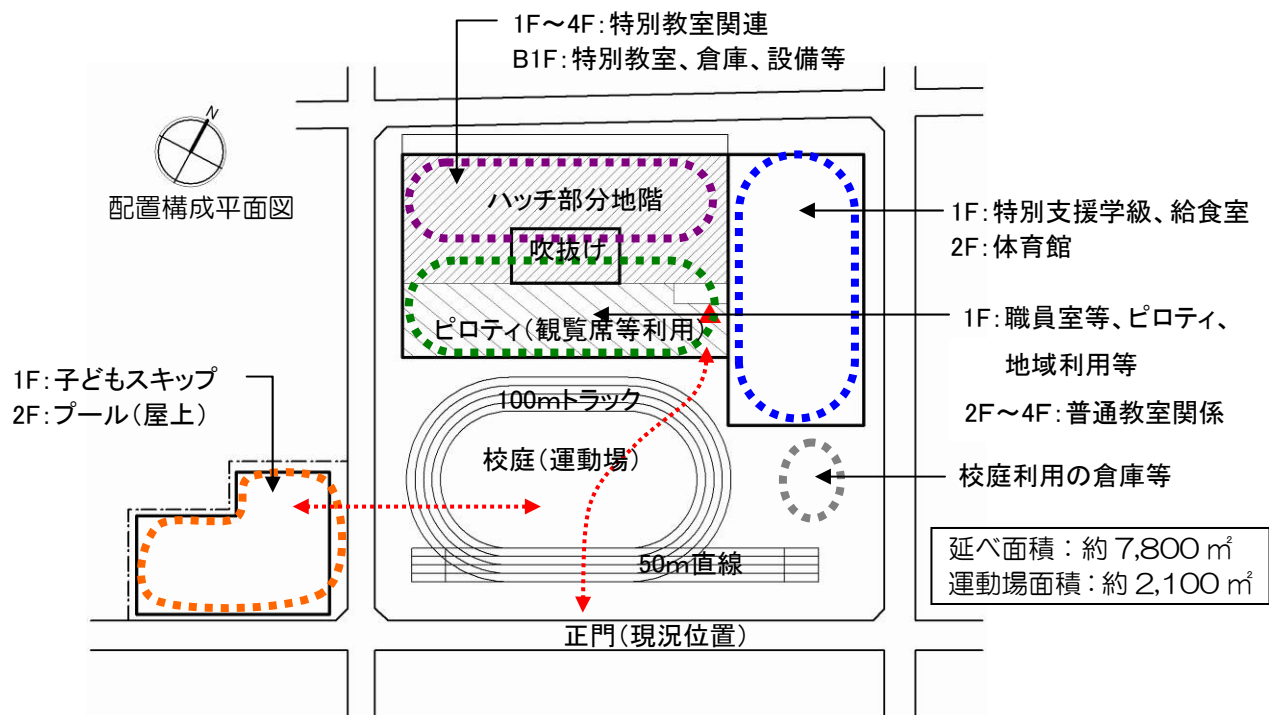 1F～4F：特別教室関連
B1F：特別教室、倉庫、設備等
N
配置構成平面図
ハッチ部分地階
吹抜け
ピロティ（観覧席等利用）
1F：特別支援学級、給食室
2F：体育館
1F：職員室等、ピロティ、
地域利用等
2F～4F：普通教室関係
1F：子どもスキップ
2F：プール（屋上）
100mトラック
校庭（運動場）
校庭利用の倉庫等
50m直線
延べ面積：約 7,800 ㎡
運動場面積：約 2,100 ㎡
正門（現況位置）